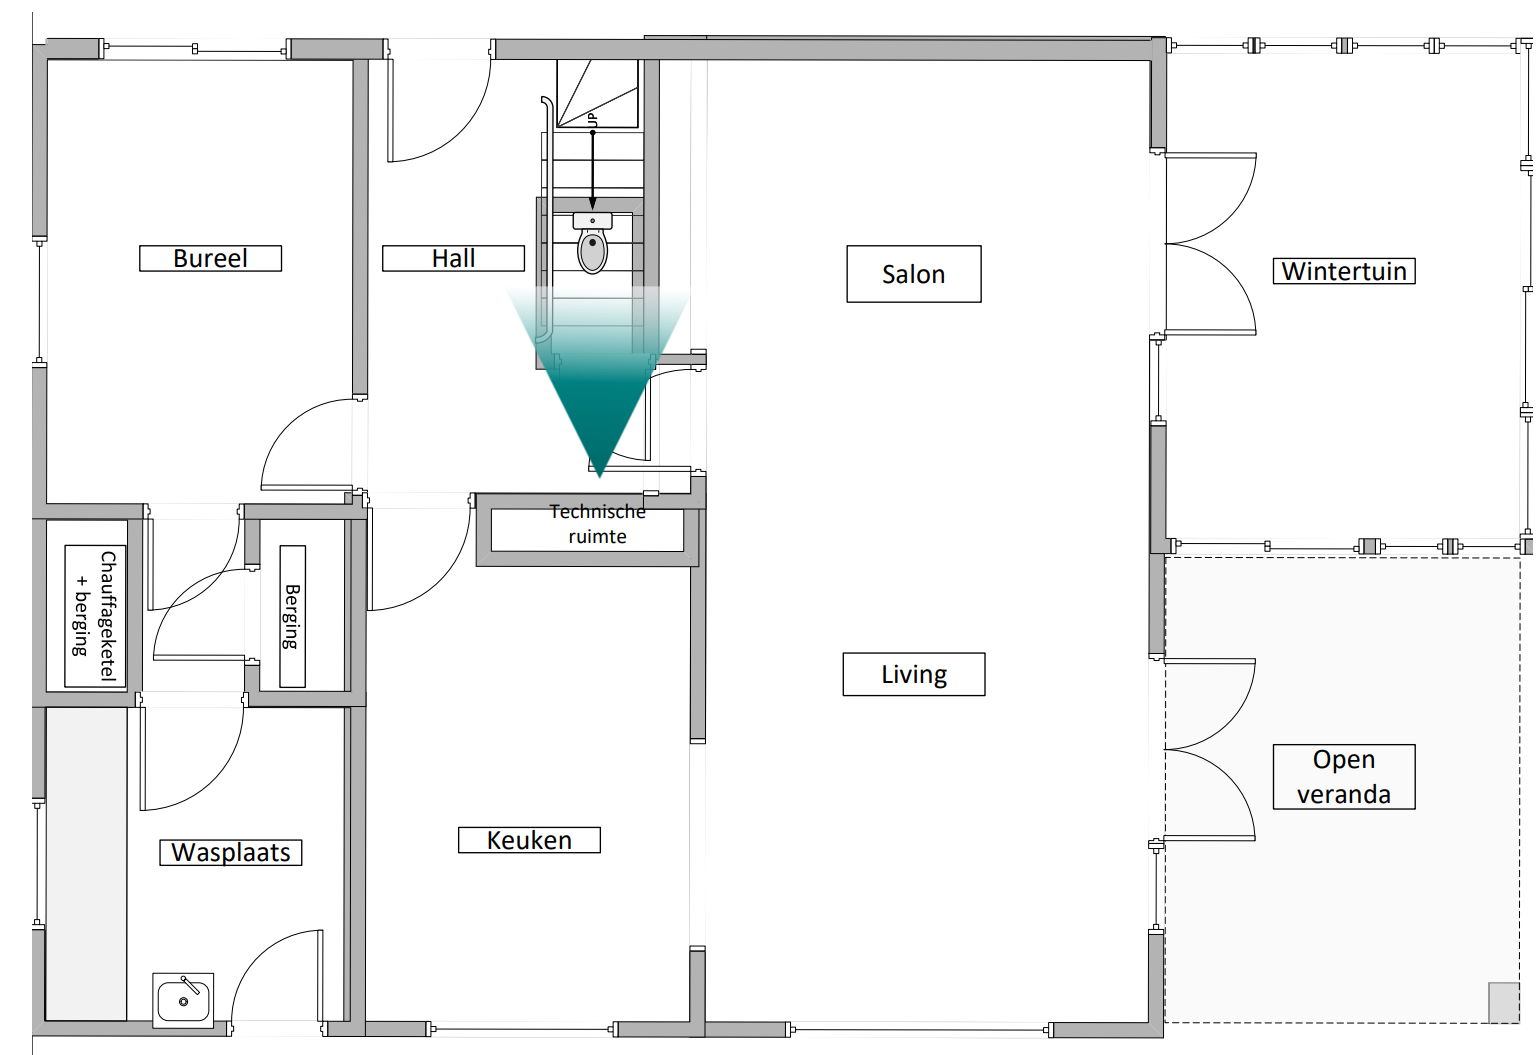 UP
Bureel
Hall
Salon
Wintertuin
Technische
ruimte
Chauffageketel
+ berging
Berging
Living
Open
veranda
Keuken
Wasplaats